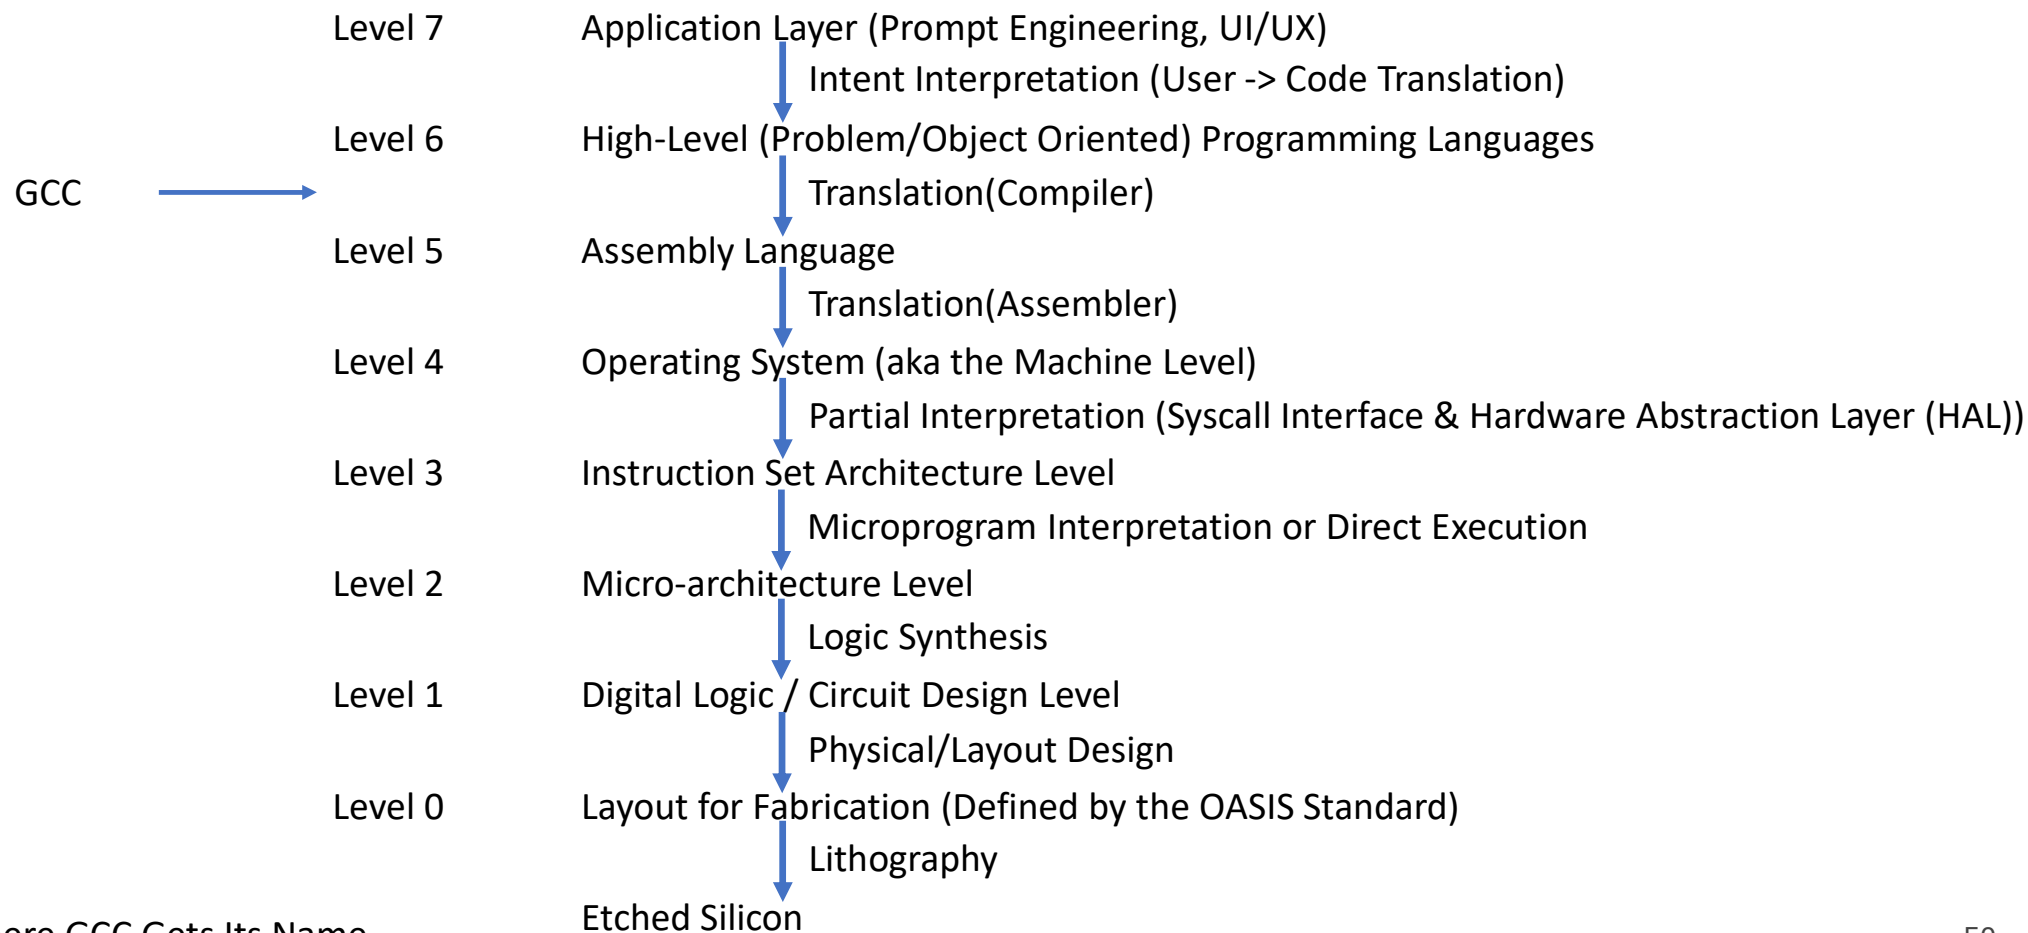 Level 7 Application Layer (Prompt Engineering, UI/UX)
Intent Interpretation (User -> Code Translation)
Level 6 High-Level (Problem/Object Oriented) Programming Languages
GCC Translation(Compiler)
Level 5 Assembly Language
Translation(Assembler)
Level 4 Operating System (aka the Machine Level)
Partial Interpretation (Syscall Interface & Hardware Abstraction Layer (HAL))
Level 3 Instruction Set Architecture Level
Microprogram Interpretation or Direct Execution
Level 2 Micro-architecture Level
Logic Synthesis
Level 1 Digital Logic / Circuit Design Level
Physical/Layout Design
Level 0 Layout for Fabrication (Defined by the OASIS Standard)
Lithography
Etched Silicon
GCC Gets Its Name